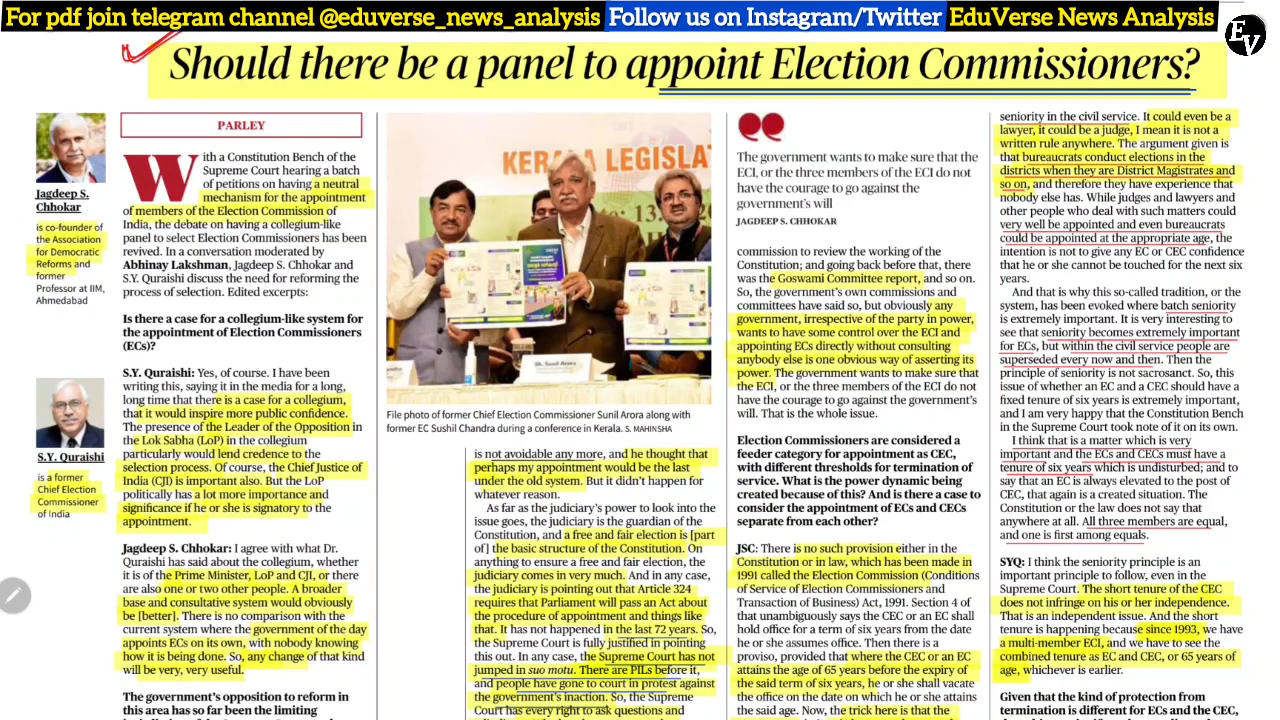 For pdf join telegram channel @eduverse_news_analysis Follow us on Instagram/Twitter EduVerse News Analysis
EV
Should there be a panel to appoint Election Commissioners?
Jagdeep S.
Chhokar
is co-founder of
the Association
for Democratic
Reforms and
former
Professor at IIM,
Ahmedabad
S.Y. Quraishi
is a former
Chief Election
Commissioner
of India
PARLEY
With a Constitution Bench of the
Supreme Court hearing a batch
of petitions on having a neutral
mechanism for the appointment
of members of the Election Commission of
India, the debate on having a collegium-like
panel to select Election Commissioners has been
revived. In a conversation moderated by
Abhinay Lakshman, Jagdeep S. Chhokar and
S.Y. Quraishi discuss the need for reforming the
process of selection. Edited excerpts:
Is there a case for a collegium-like system for
the appointment of Election Commissioners
(ECs)?
S.Y. Quraishi: Yes, of course. I have been
writing this, saying it in the media for a long,
long time that there is a case for a collegium,
that it would inspire more public confidence.
The presence of the Leader of the Opposition in
the Lok Sabha (LoP) in the collegium
particularly would lend credence to the
selection process. Of course, the Chief Justice of
India (CJI) is important also. But the LoP
politically has a lot more importance and
significance if he or she is signatory to the
appointment.
Jagdeep S. Chhokar: I agree with what Dr.
Quraishi has said about the collegium, whether
it is of the Prime Minister, LoP and CJI, or there
are also one or two other people. A broader
base and consultative system would obviously
be [better]. There is no comparison with the
current system where the government of the day
appoints ECs on its own, with nobody knowing
how it is being done. So, any change of that kind
will be very, very useful.
The government's opposition to reform in
this area has so far been the limiting
KERALA LEGISLAT
File photo of former Chief Election Commissioner Sunil Arora along with
former EC Sushil Chandra during a conference in Kerala. S. MAHINSHA
is not avoidable any more, and he thought that
perhaps my appointment would be the last
under the old system. But it didn't happen for
whatever reason.
As far as the judiciary's power to look into the
issue goes, the judiciary is the guardian of the
Constitution, and a free and fair election is [part
of] the basic structure of the Constitution. On
anything to ensure a free and fair election, the
judiciary comes in very much. And in any case,
the judiciary is pointing out that Article 324
requires that Parliament will pass an Act about
the procedure of appointment and things like
that. It has not happened in the last 72 years. So,
the Supreme Court is fully justified in pointing
this out. In any case, the Supreme Court has not
jumped in suo motu. There are PILs before it,
and people have gone to court in protest against
the government's inaction. So, the Supreme
Court has every right to ask questions and
The government wants to make sure that the
ECI, or the three members of the ECI do not
have the courage to go against the
government's will
JAGDEEP S. CHHOKAR
commission to review the working of the
Constitution; and going back before that, there
was the Goswami Committee report, and so on.
So, the government's own commissions and
committees have said so, but obviously any
government, irrespective of the party in power,
wants to have some control over the ECI and
appointing ECs directly without consulting
anybody else is one obvious way of asserting its
power. The government wants to make sure that
the ECI, or the three members of the ECI do not
have the courage to go against the government's
will. That is the whole issue.
Election Commissioners are considered a
feeder category for appointment as CEC,
with different thresholds for termination of
service. What is the power dynamic being
created because of this? And is there a case to
consider the appointment of ECs and CECs
separate from each other?
JSC: There is no such provision either in the
Constitution or in law, which has been made in
1991 called the Election Commission (Conditions
of Service of Election Commissioners and
Transaction of Business) Act, 1991. Section 4 of
that unambiguously says the CEC or an EC shall
hold office for a term of six years from the date
he or she assumes office. Then there is a
proviso, provided that where the CEC or an EC
attains the age of 65 years before the expiry of
the said term of six years, he or she shall vacate
the office on the date on which he or she attains
the said age. Now, the trick here is that the
seniority in the civil service. It could even be a
lawyer, it could be a judge, I mean it is not a
written rule anywhere. The argument given is
that bureaucrats conduct elections in the
districts when they are District Magistrates and
so on, and therefore they have experience that
nobody else has. While judges and lawyers and
other people who deal with such matters could
very well be appointed and even bureaucrats
could be appointed at the appropriate age, the
intention is not to give any EC or CEC confidence
that he or she cannot be touched for the next six
years.
And that is why this so-called tradition, or the
system, has been evoked where batch seniority
is extremely important. It is very interesting to
see that seniority becomes extremely important
for ECs, but within the civil service people are
superseded every now and then. Then the
principle of seniority is not sacrosanct. So, this
issue of whether an EC and a CEC should have a
fixed tenure of six years is extremely important,
and I am very happy that the Constitution Bench
in the Supreme Court took note of it on its own.
I think that is a matter which is very
important and the ECs and CECs must have a
tenure of six years which is undisturbed; and to
say that an EC is always elevated to the post of
CEC, that again is a created situation. The
Constitution or the law does not say that
anywhere at all. All three members are equal,
and one is first among equals.
SYQ: I think the seniority principle is an
important principle to follow, even in the
Supreme Court. The short tenure of the CEC
does not infringe on his or her independence.
That is an independent issue. And the short
tenure is happening because since 1993, we have
a multi-member ECI, and we have to see the
combined tenure as EC and CEC, or 65 years of
age, whichever is earlier.
Given that the kind of protection from